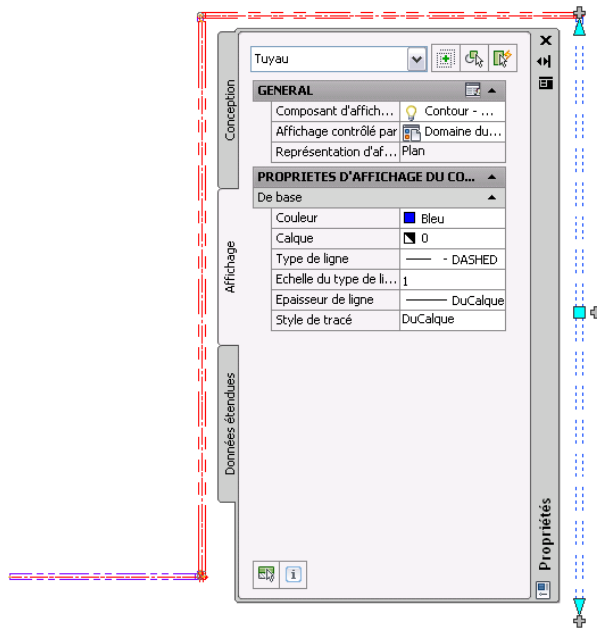 Tuyau
GENERAL
Composant d'affich... Contour - ...
Affichage contrôlé par Domaine du...
Représentation d'af... Plan
PROPRIETES D'AFFICHAGE DU CO...
De base
Couleur Bleu
Calque 0
Type de ligne - DASHED
Echelle du type de li... 1
Epaisseur de ligne DuCalque
Style de tracé DuCalque
Conception
Affichage
Données étendues
Propriétés